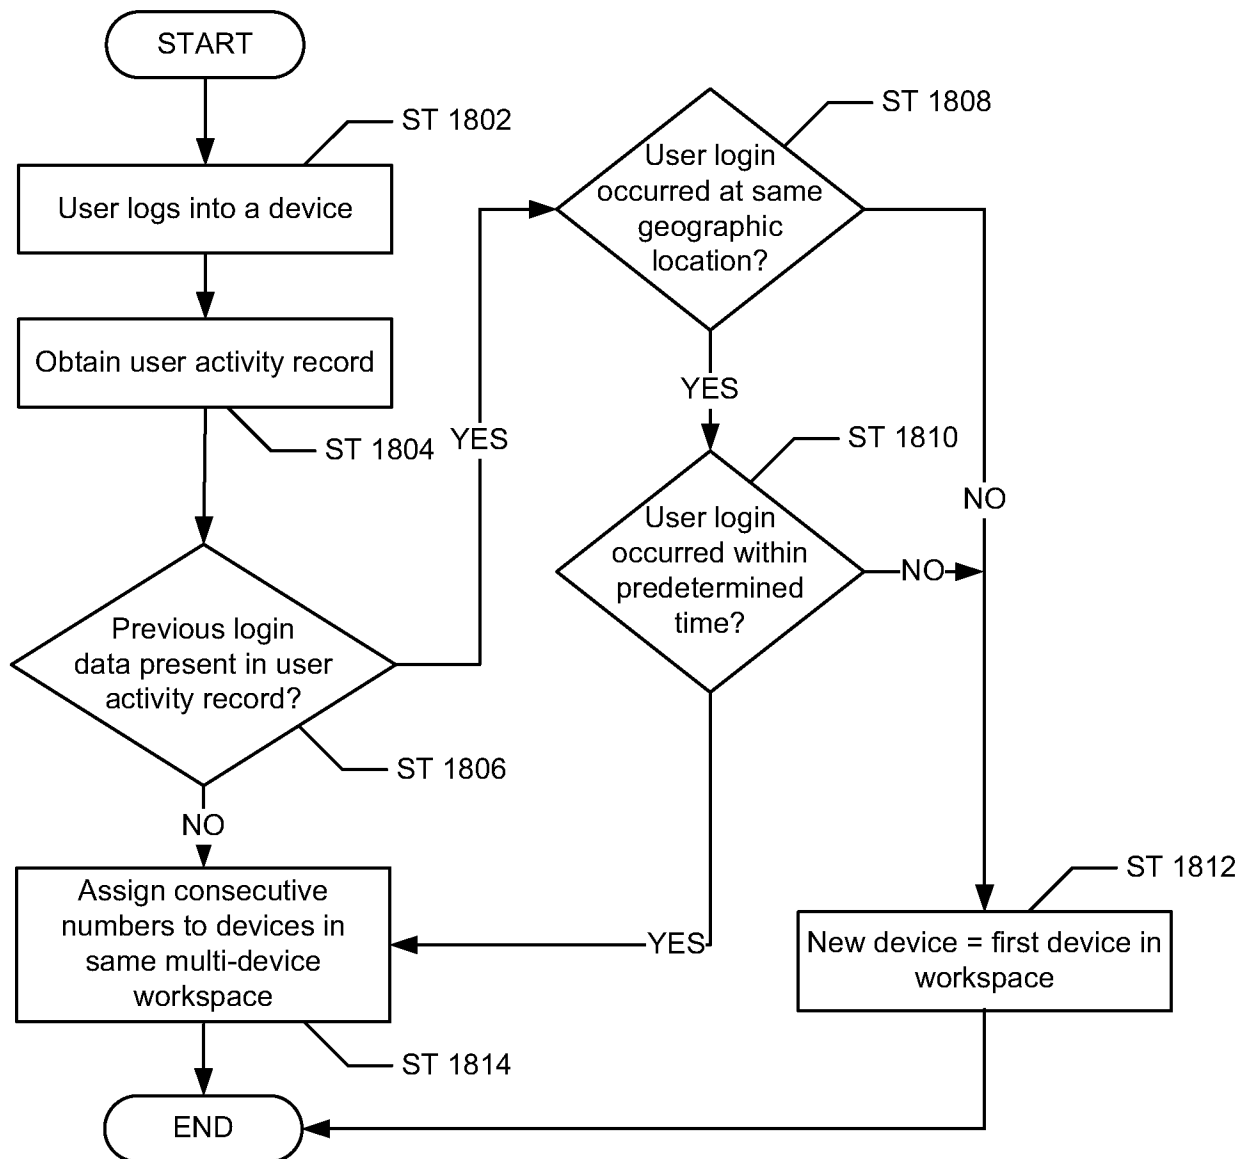 START
ST 1802
User logs into a device
Obtain user activity record
ST 1804
Previous login
data present in user
activity record?
ST 1806
YES
NO
User login
occurred at same
geographic
location?
ST 1808
YES
NO
User login
occurred within
predetermined
time?
ST 1810
NO
YES
New device = first device in
workspace
ST 1812
Assign consecutive
numbers to devices in
same multi-device
workspace
ST 1814
END